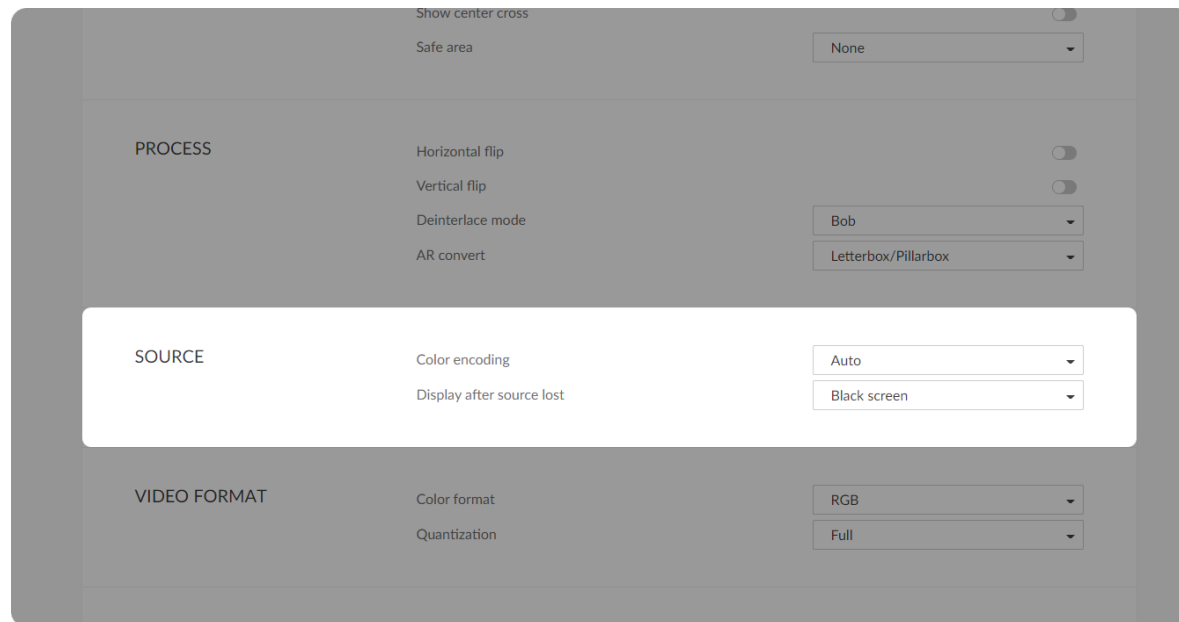 Show center cross
Safe area None
PROCESS Horizontal flip
Vertical flip
Deinterlace mode Bob
AR convert Letterbox/Pillarbox
SOURCE Color encoding Auto
Display after source lost Black screen
VIDEO FORMAT Color format RGB
Quantization Full